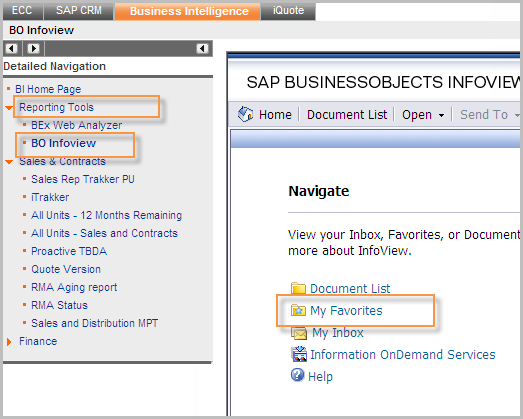 ECC SAP CRM Business Intelligence iQuote
BO Infoview
Detailed Navigation
BI Home Page
Reporting Tools
BEx Web Analyzer
BO Infoview
Sales & Contracts
Sales Rep Trakker PU
iTrakker
All Units - 12 Months Remaining
All Units - Sales and Contracts
Proactive TBDA
Quote Version
RMA Aging report
RMA Status
Sales and Distribution MPT
Finance
SAP BUSINESSOBJECTS INFOVIEW
Home Document List Open Send To
Navigate
View your Inbox, Favorites, or Document
more about InfoView.
Document List
My Favorites
My Inbox
Information OnDemand Services
Help